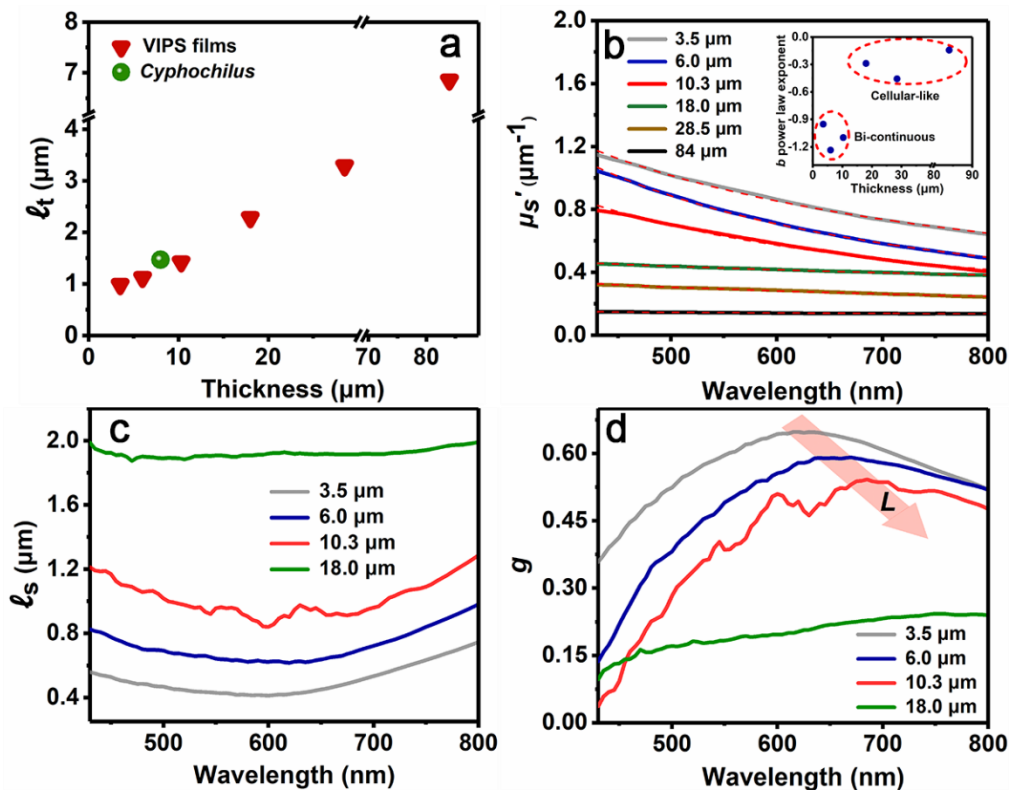 a
VIPS films
Cyphochilus
ℓt (µm)
7
6
4
3
2
1
0
0
10
20
70
80
Thickness (µm)
b
3.5 µm
6.0 µm
10.3 µm
18.0 µm
28.5 µm
84 µm
µs' (µm⁻¹)
2.0
1.6
1.2
0.8
0.4
0.0
500
600
700
800
Wavelength (nm)
b power law exponent
0.0
-0.3
-0.6
-0.9
-1.2
Cellular-like
Bi-continuous
0
10
20
30
80
90
Thickness (µm)
c
ℓs (µm)
2.0
1.6
1.2
0.8
0.4
3.5 µm
6.0 µm
10.3 µm
18.0 µm
500
600
700
800
Wavelength (nm)
d
L
g
0.60
0.45
0.30
0.15
0.00
3.5 µm
6.0 µm
10.3 µm
18.0 µm
500
600
700
800
Wavelength (nm)